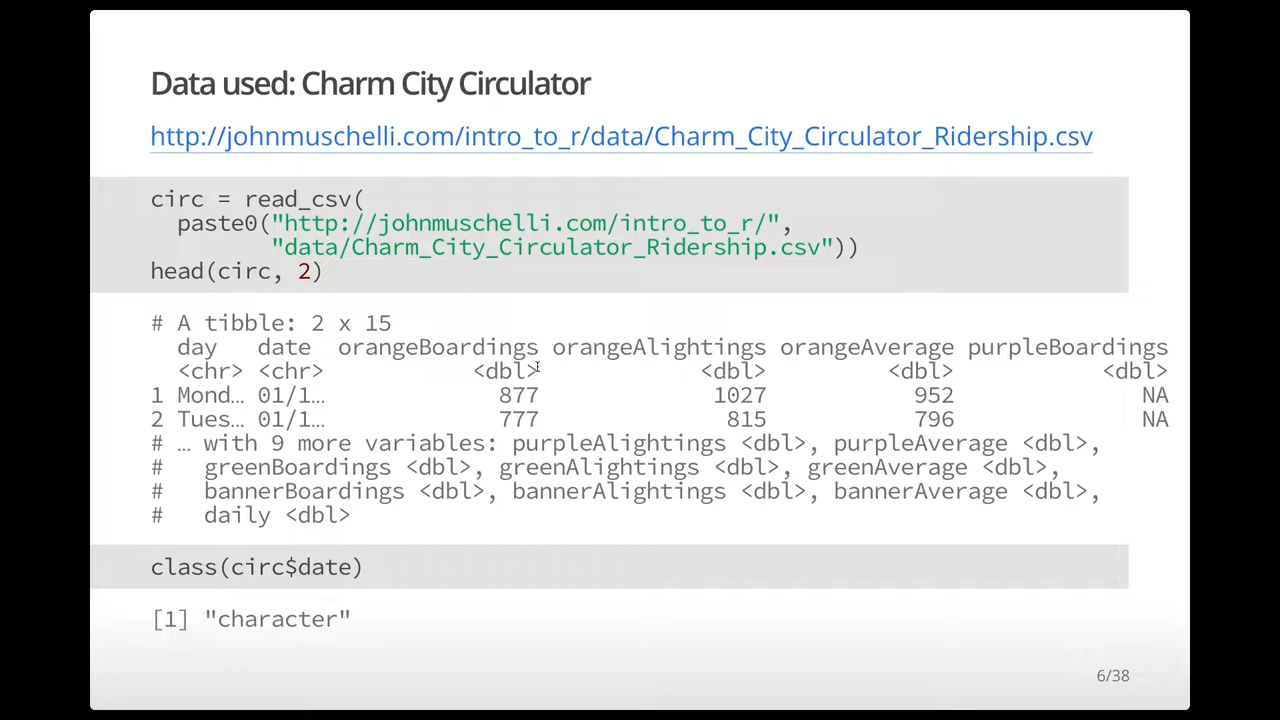 Data used: Charm City Circulator
http://johnmuschelli.com/intro_to_r/data/Charm_City_Circulator_Ridership.csv
circ = read_csv(
  paste0("http://johnmuschelli.com/intro_to_r/",
         "data/Charm_City_Circulator_Ridership.csv"))
head(circ, 2)
# A tibble: 2 x 15
  day   date  orangeBoardings orangeAlightings orangeAverage purpleBoardings
  <chr> <chr>           <dbl>            <dbl>         <dbl>           <dbl>
1 Mond… 01/1…             877             1027           952              NA
2 Tues… 01/1…             777              815           796              NA
# … with 9 more variables: purpleAlightings <dbl>, purpleAverage <dbl>,
#   greenBoardings <dbl>, greenAlightings <dbl>, greenAverage <dbl>,
#   bannerBoardings <dbl>, bannerAlightings <dbl>, bannerAverage <dbl>,
#   daily <dbl>
class(circ$date)
[1] "character"
6/38